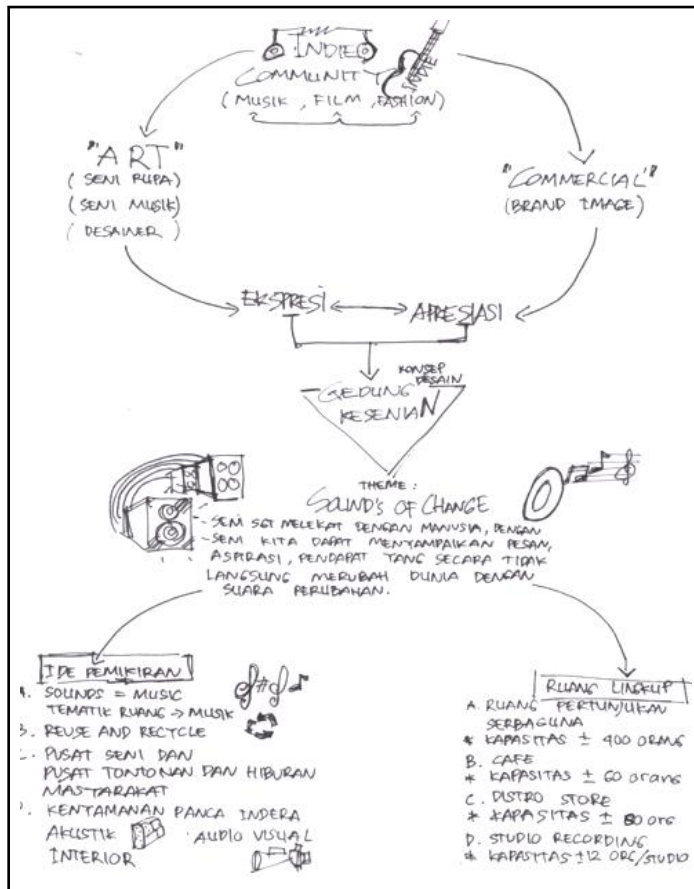 INDIE
COMMUNITY
INDIE
(MUSIK, FILM, FASHION)
"ART"
(SENI RUPA)
(SENI MUSIK)
(DESAINER)
"COMMERCIAL"
(BRAND IMAGE)
EKSPRESI
APRESIASI
KONSEP
DESAIN
GEDUNG
KESENIAN
THEME :
SOUND'S OF CHANGE
- SENI SGT MELEKAT DENGAN MANUSIA, DENGAN
- SENI KITA DAPAT MENYAMPAIKAN PESAN,
ASPIRASI, PENDAPAT YANG SECARA TIDAK
LANGSUNG MERUBAH DUNIA DENGAN
SUARA PERUBAHAN.
IDE PEMIKIRAN
A. SOUNDS = MUSIC
TEMATIK RUANG → MUSIK
B. REUSE AND RECYCLE
C. PUSAT SENI DAN
PUSAT TONTONAN DAN HIBURAN
MASYARAKAT
D. KENYAMANAN PANCA INDERA
AKUSTIK · AUDIO VISUAL
INTERIOR
RUANG LINGKUP
A. RUANG PERTUNJUKAN
SERBAGUNA
* KAPASITAS ± 400 ORANG
B. CAFE
* KAPASITAS ± 60 orang
C. DISTRO STORE
* KAPASITAS ± 80 org
D. STUDIO RECORDING
* KAPASITAS ±12 ORG/STUDIO